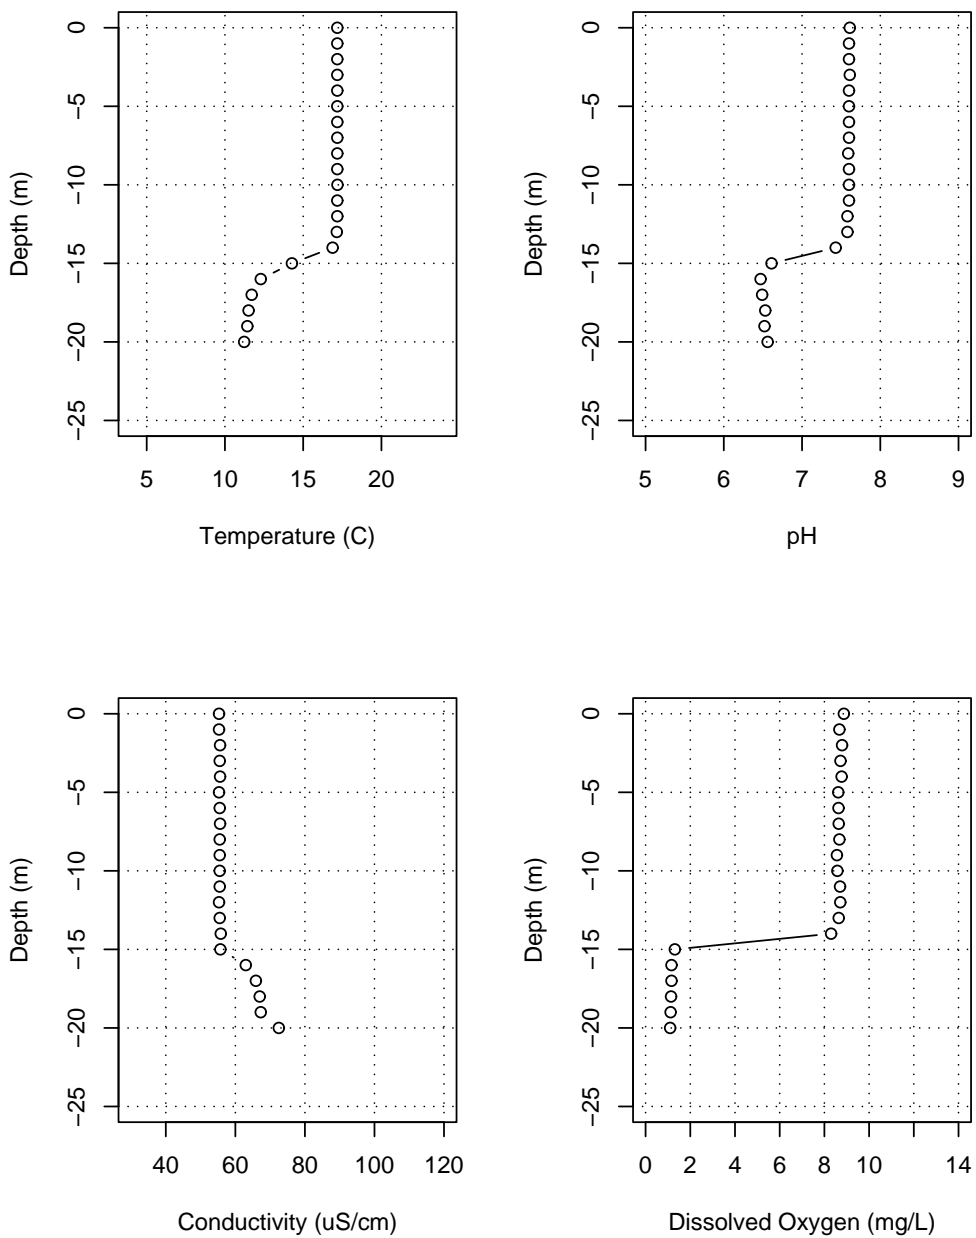 0
−5
−10
−15
−20
−25
Depth (m)
5 10 15 20
Temperature (C)
0
−5
−10
−15
−20
−25
Depth (m)
5 6 7 8 9
pH
0
−5
−10
−15
−20
−25
Depth (m)
40 60 80 100 120
Conductivity (uS/cm)
0
−5
−10
−15
−20
−25
Depth (m)
0 2 4 6 8 10 14
Dissolved Oxygen (mg/L)